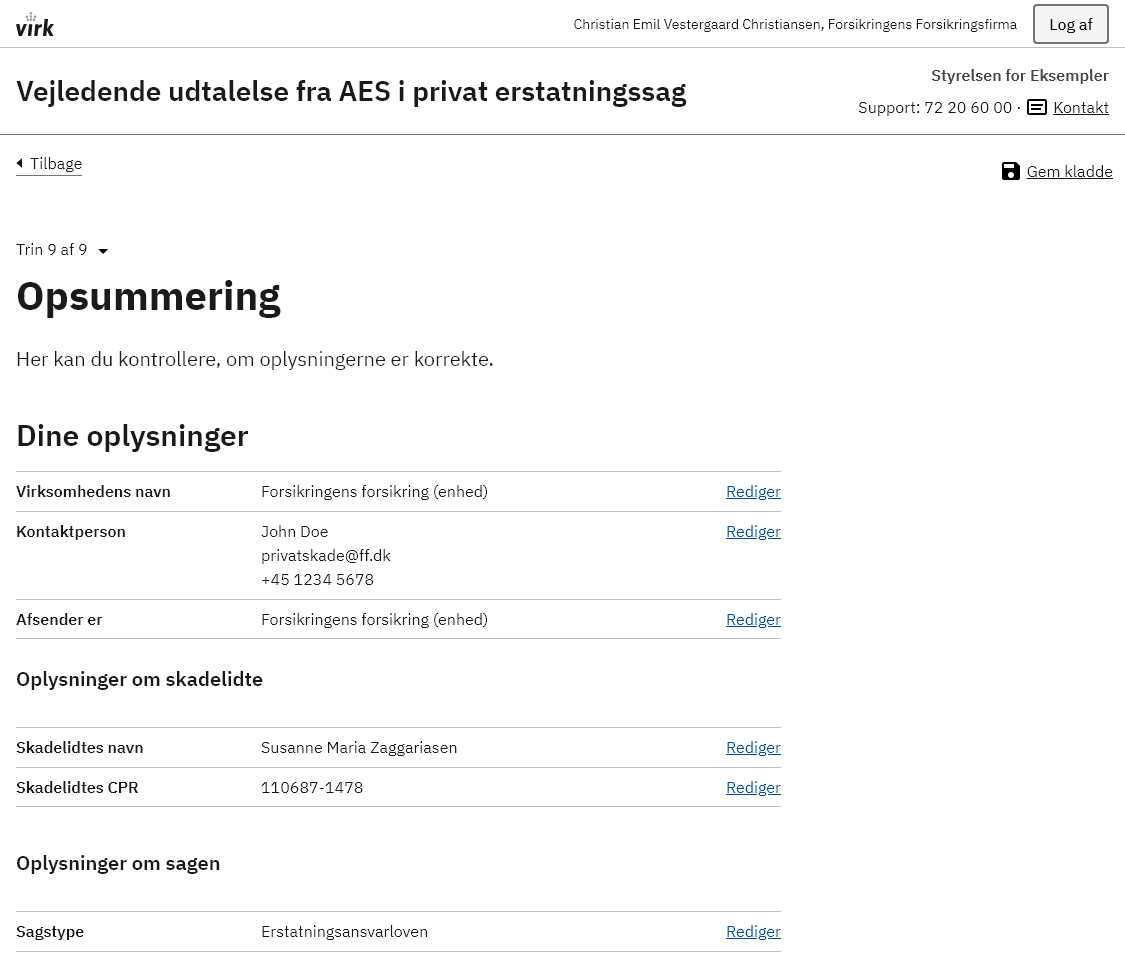 virk
Christian Emil Vestergaard Christiansen, Forsikringens Forsikringsfirma
Log af
Vejledende udtalelse fra AES i privat erstatningssag
Styrelsen for Eksempler
Support: 72 20 60 00 · Kontakt
Tilbage
Gem kladde
Trin 9 af 9
Opsummering
Her kan du kontrollere, om oplysningerne er korrekte.
Dine oplysninger
Virksomhedens navn Forsikringens forsikring (enhed) Rediger
Kontaktperson John Doe Rediger
privatskade@ff.dk
+45 1234 5678
Afsender er Forsikringens forsikring (enhed) Rediger
Oplysninger om skadelidte
Skadelidtes navn Susanne Maria Zaggariasen Rediger
Skadelidtes CPR 110687-1478 Rediger
Oplysninger om sagen
Sagstype Erstatningsansvarloven Rediger